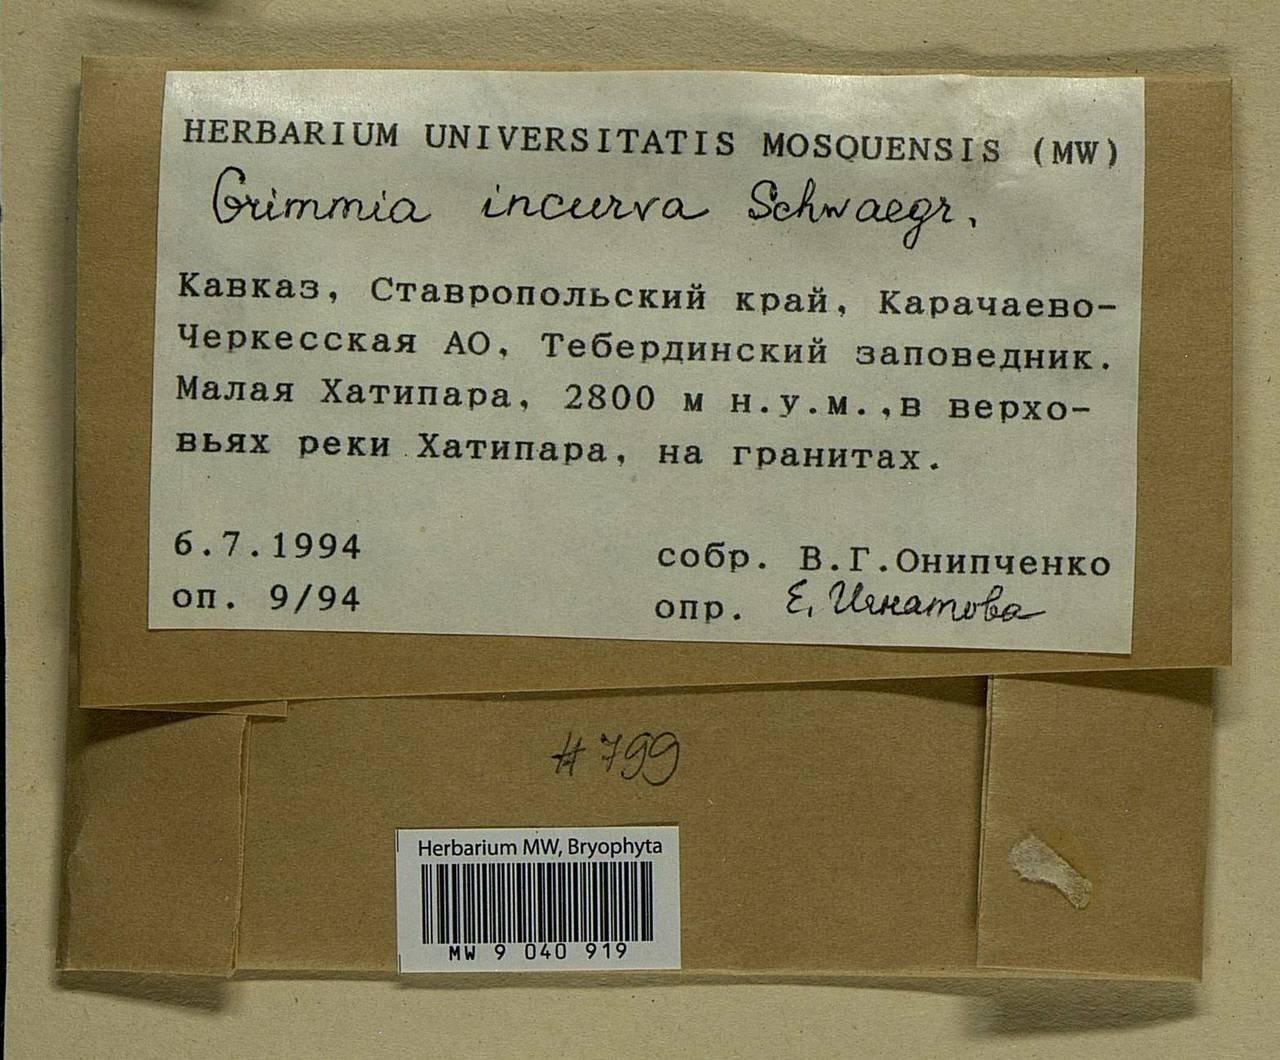 HERBARIUM UNIVERSITATIS MOSQUENSIS (MW)
Grimmia incurva Schwaegr.
Кавказ, Ставропольский край, Карачаево-
Черкесская АО, Тебердинский заповедник.
Малая Хатипара, 2800 м н.у.м.,в верхо-
вьях реки Хатипара, на гранитах.
6.7.1994
собр. В.Г.Онипченко
оп. 9/94
опр. Е. Игнатова
# 799
Herbarium MW, Bryophyta
MW 9 040 919